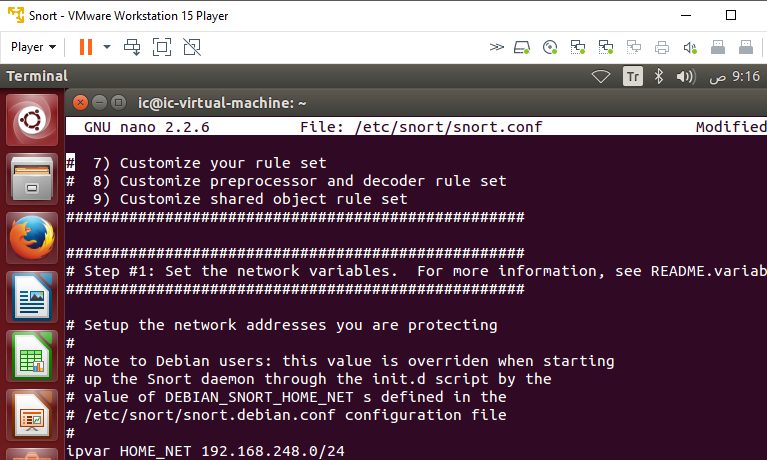 Snort - VMware Workstation 15 Player
Player
Terminal
Tr
9:16 ص
ic@ic-virtual-machine: ~
GNU nano 2.2.6 File: /etc/snort/snort.conf Modified
#  7) Customize your rule set
#  8) Customize preprocessor and decoder rule set
#  9) Customize shared object rule set
###################################################
###################################################
# Step #1: Set the network variables.  For more information, see README.variab
###################################################
# Setup the network addresses you are protecting
#
# Note to Debian users: this value is overriden when starting
# up the Snort daemon through the init.d script by the
# value of DEBIAN_SNORT_HOME_NET s defined in the
# /etc/snort/snort.debian.conf configuration file
#
ipvar HOME_NET 192.168.248.0/24